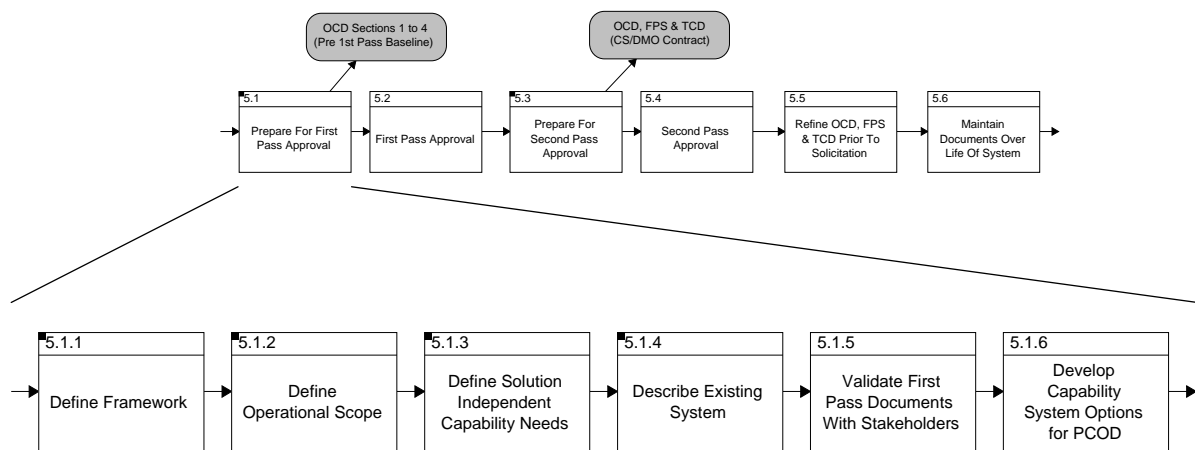 OCD Sections 1 to 4
(Pre 1st Pass Baseline)
OCD, FPS & TCD
(CS/DMO Contract)
5.1
Prepare For First
Pass Approval
5.2
First Pass Approval
5.3
Prepare For
Second Pass
Approval
5.4
Second Pass
Approval
5.5
Refine OCD, FPS
& TCD Prior To
Solicitation
5.6
Maintain
Documents Over
Life Of System
5.1.1
Define Framework
5.1.2
Define
Operational Scope
5.1.3
Define Solution
Independent
Capability Needs
5.1.4
Describe Existing
System
5.1.5
Validate First
Pass Documents
With Stakeholders
5.1.6
Develop
Capability
System Options
for PCOD